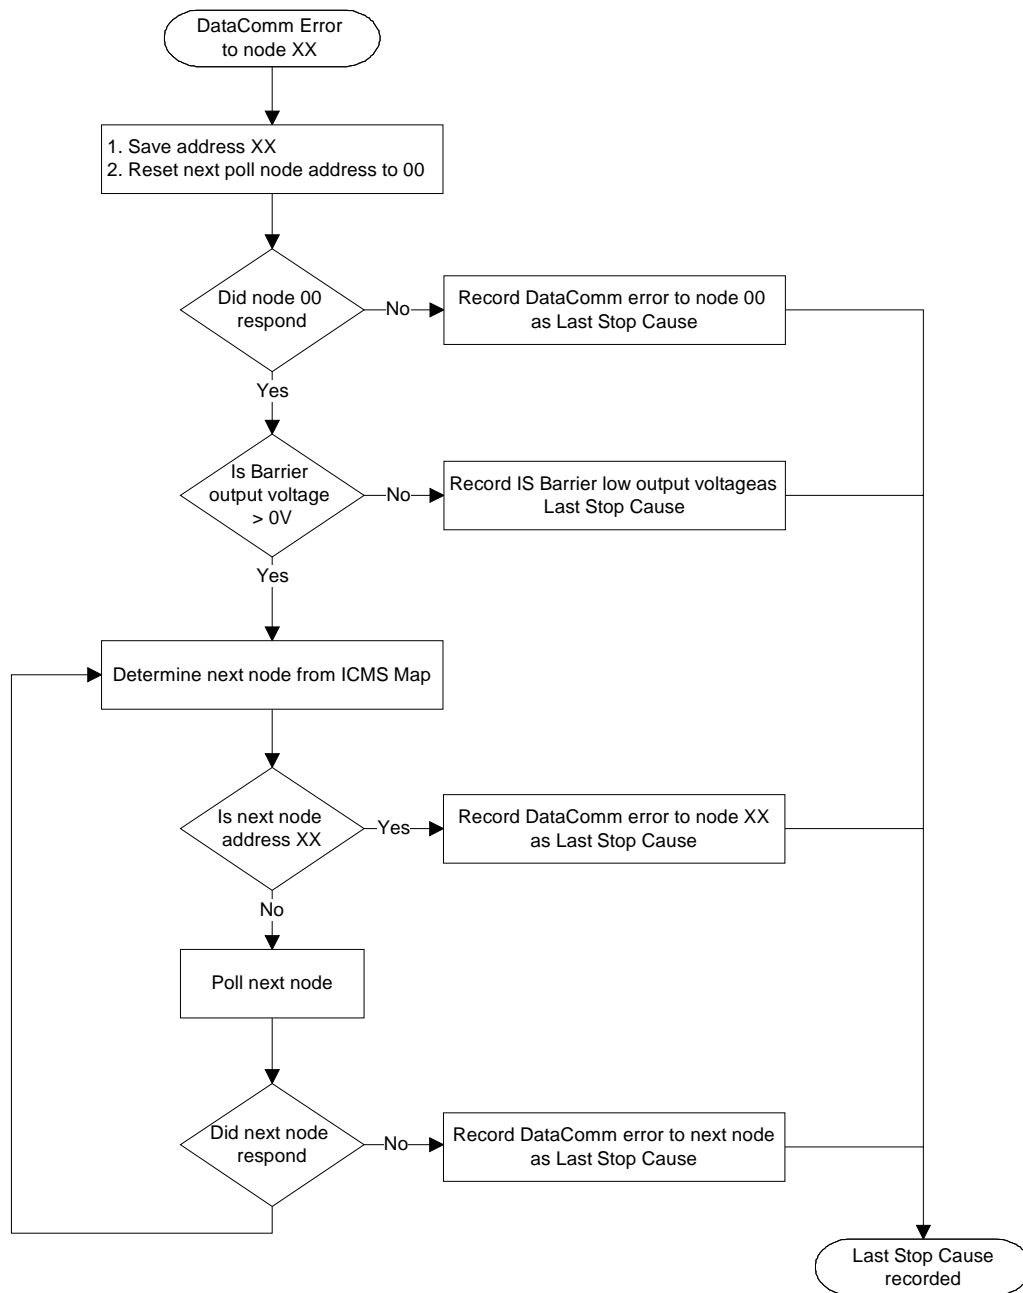 DataComm Error
to node XX
1. Save address XX
2. Reset next poll node address to 00
Did node 00
respond
No
Record DataComm error to node 00
as Last Stop Cause
Yes
Is Barrier
output voltage
> 0V
No
Record IS Barrier low output voltageas
Last Stop Cause
Yes
Determine next node from ICMS Map
Is next node
address XX
Yes
Record DataComm error to node XX
as Last Stop Cause
No
Poll next node
Did next node
respond
No
Record DataComm error to next node
as Last Stop Cause
Last Stop Cause
recorded